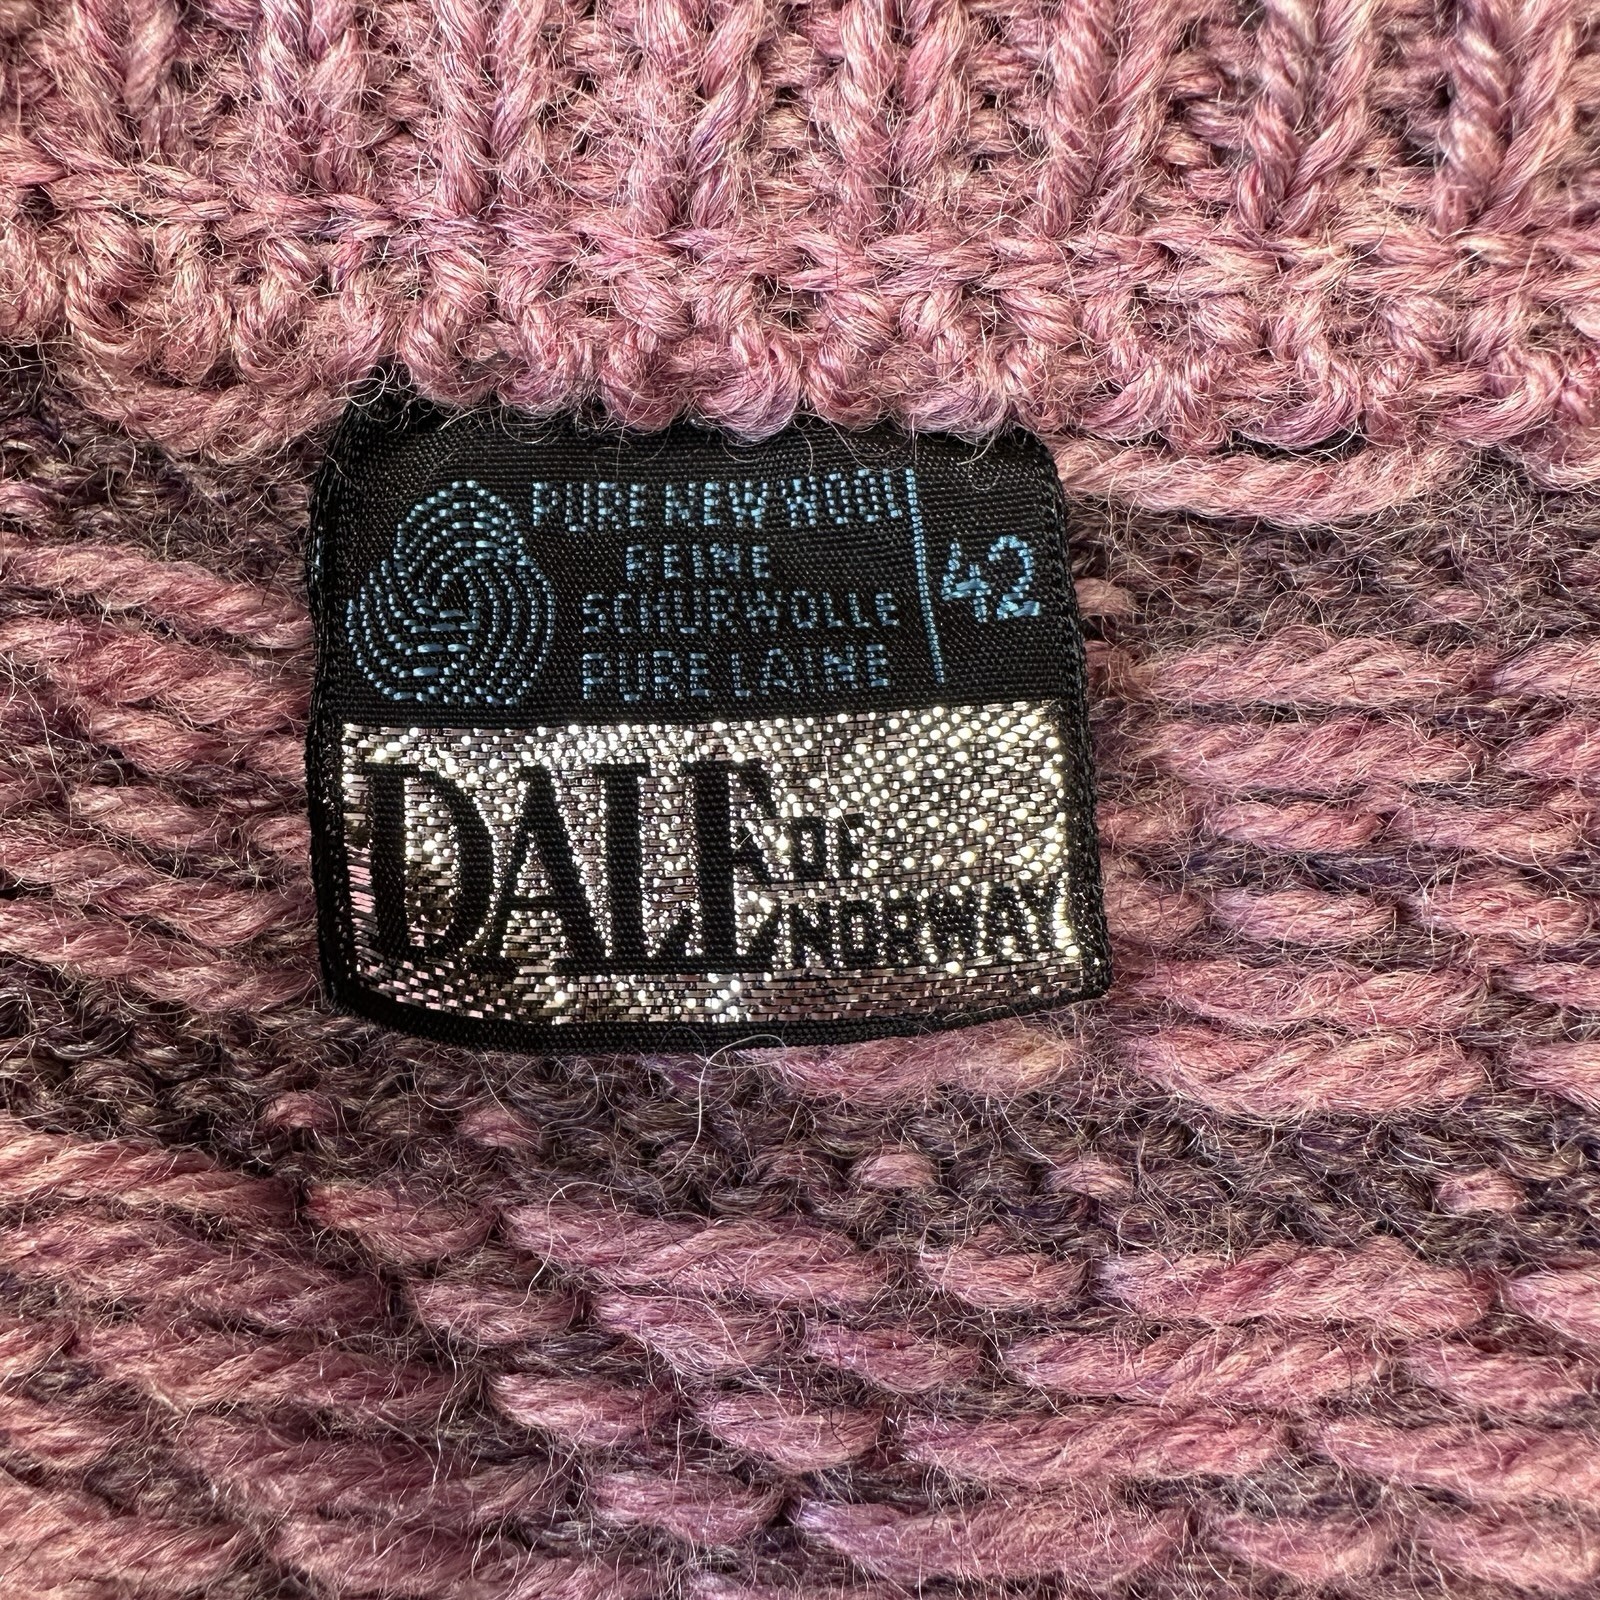 PURE NEW WOOL
REINE
SCHURWOLLE
PURE LAINE
42
DALE OF
NORWAY